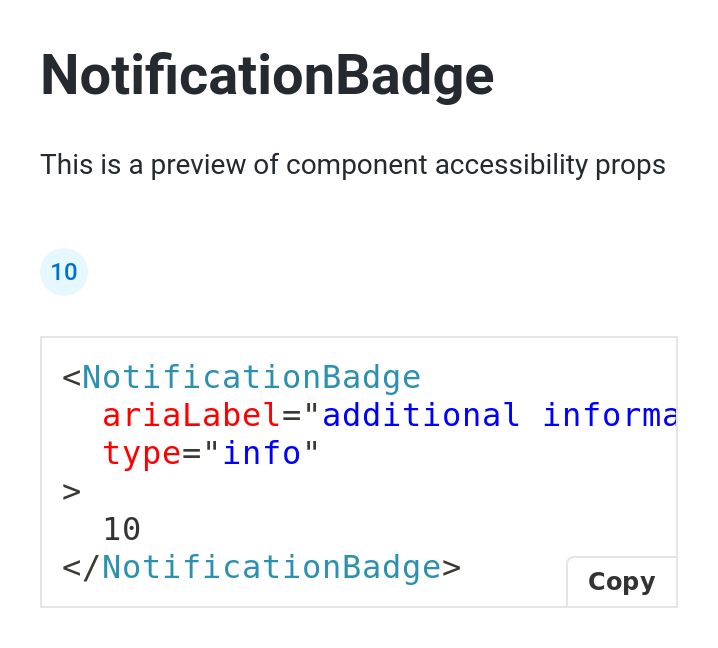 NotificationBadge
This is a preview of component accessibility props
10
<NotificationBadge
  ariaLabel="additional informa
  type="info"
>
  10
</NotificationBadge>
Copy